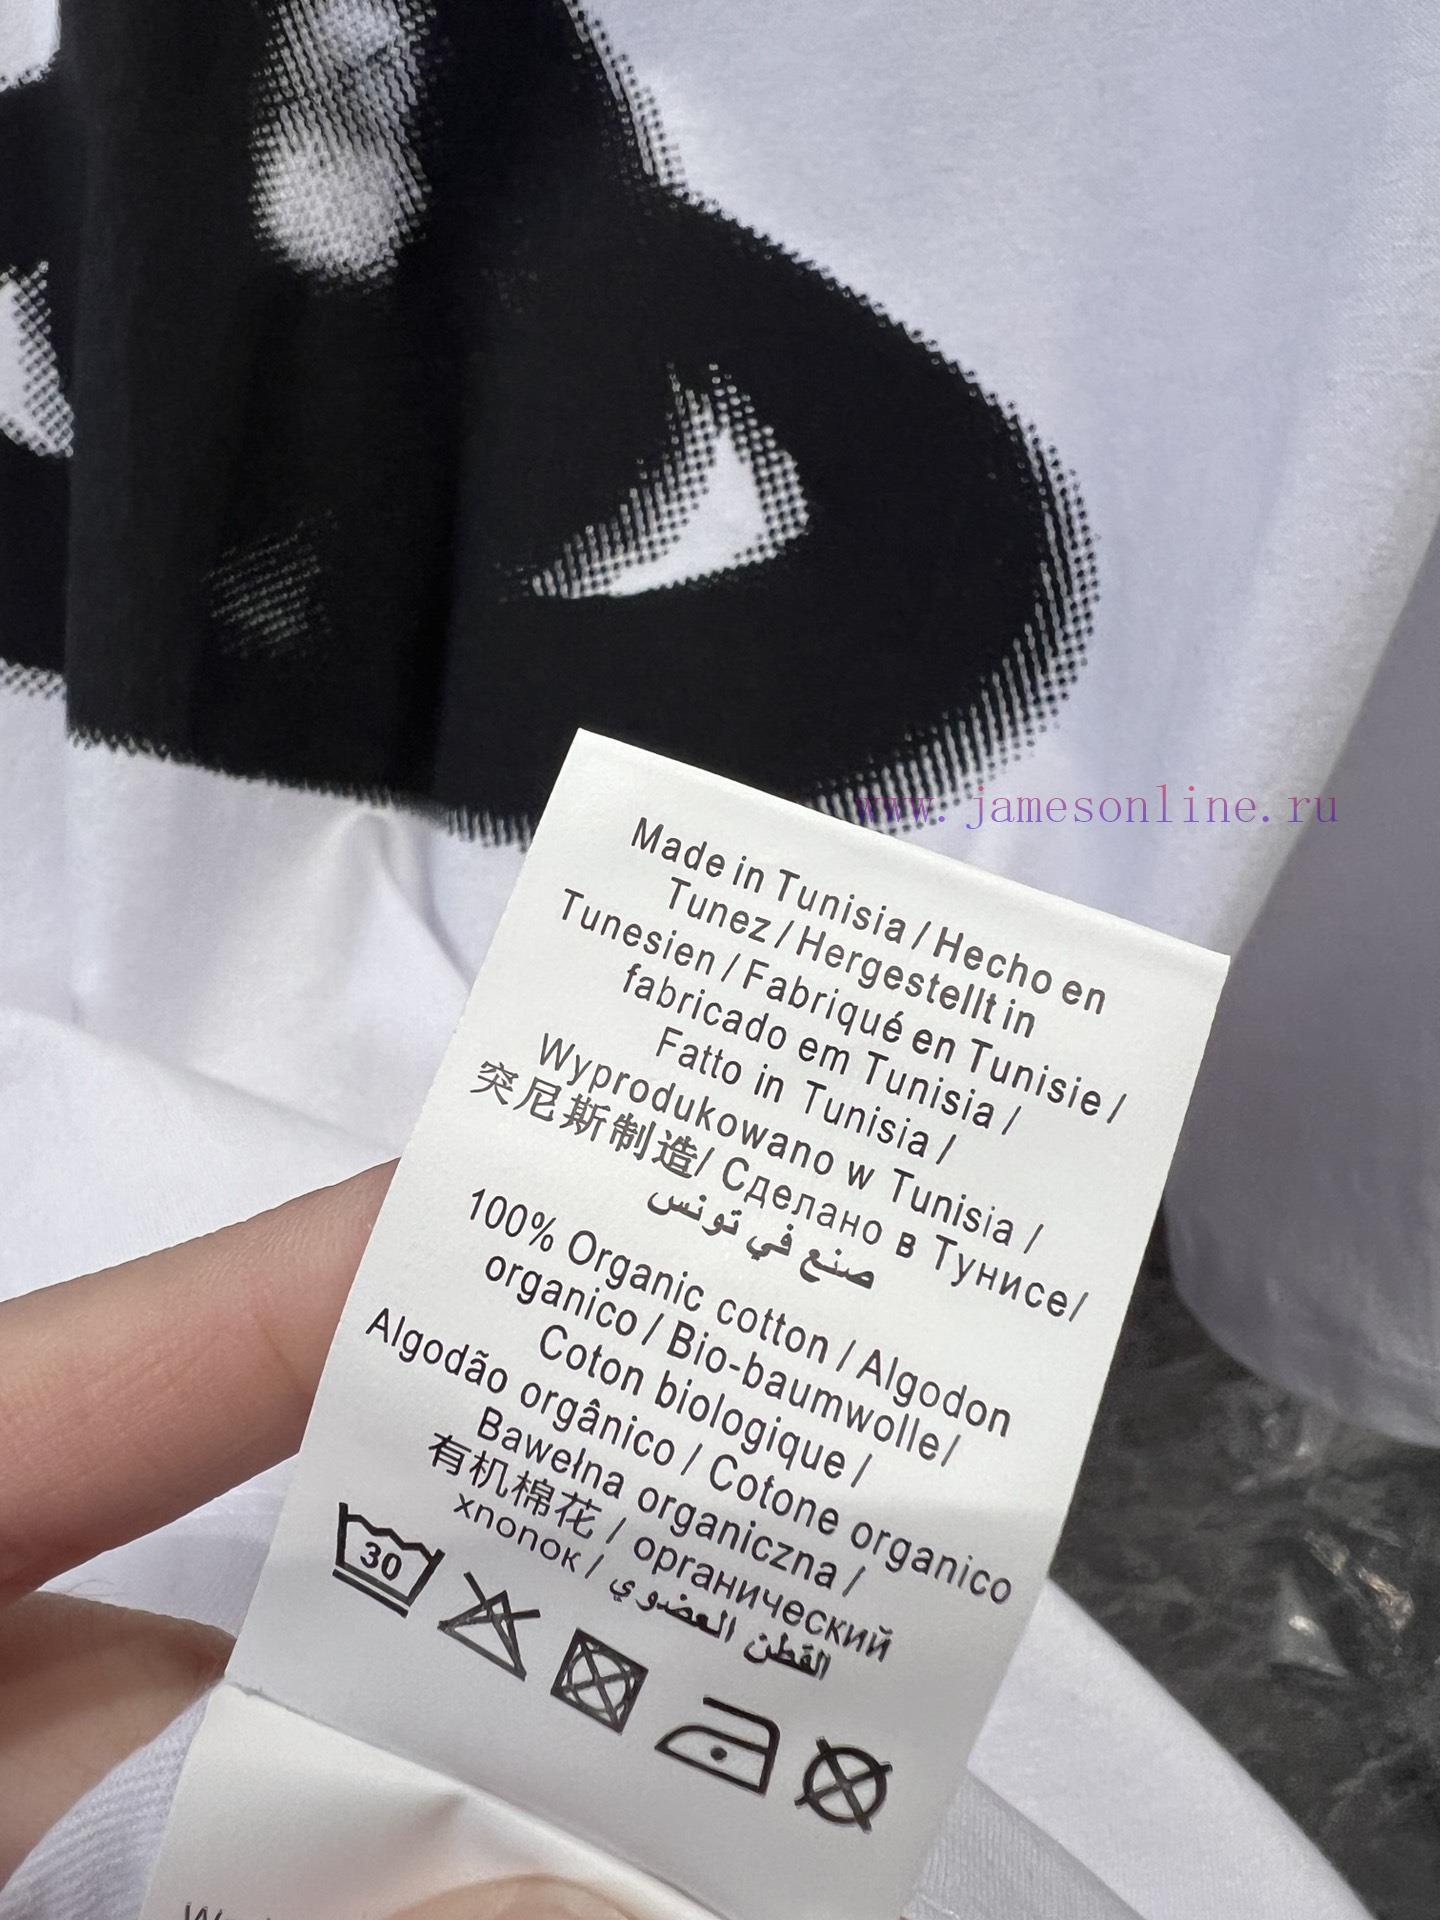 www.jamesonline.ru
Made in Tunisia / Hecho en
Tunez / Hergestellt in
Tunesien / Fabriqué en Tunisie /
fabricado em Tunisia /
Fatto in Tunisia /
Wyprodukowano w Tunisia /
突尼斯制造/ Сделано в Тунисе/
صنع في تونس
100% Organic cotton / Algodon
organico / Bio-baumwolle/
Coton biologique /
Algodão orgânico / Cotone organico
Bawełna organiczna /
有机棉花 / органический
хлопок / القطن العضوي
30